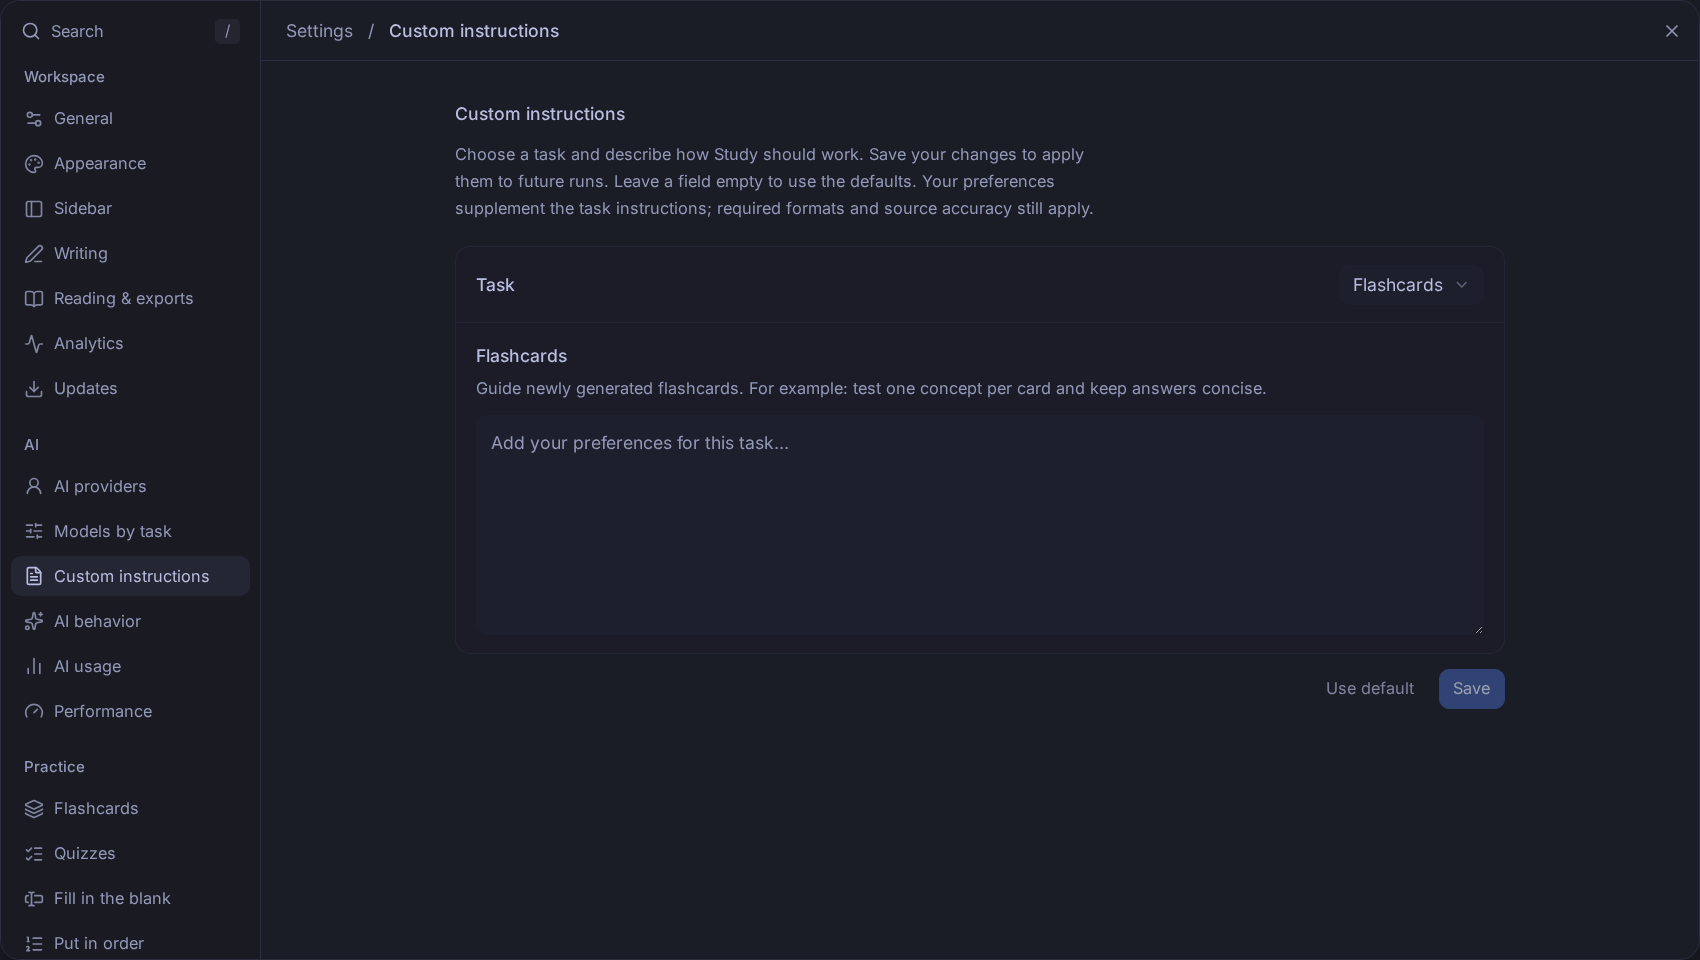 Search
/
Workspace
General
Appearance
Sidebar
Writing
Reading & exports
Analytics
Updates
AI
AI providers
Models by task
Custom instructions
AI behavior
AI usage
Performance
Practice
Flashcards
Quizzes
Fill in the blank
Put in order
Settings / Custom instructions
Custom instructions
Choose a task and describe how Study should work. Save your changes to apply
them to future runs. Leave a field empty to use the defaults. Your preferences
supplement the task instructions; required formats and source accuracy still apply.
Task
Flashcards
Flashcards
Guide newly generated flashcards. For example: test one concept per card and keep answers concise.
Add your preferences for this task...
Use default
Save